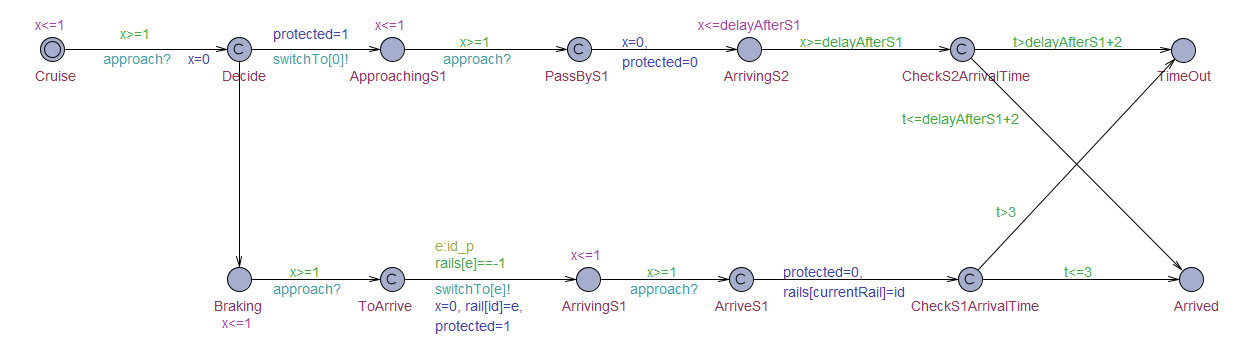 x<=1
x>=1
approach?
x=0
Cruise
C
Decide
protected=1
switchTo[0]!
x<=1
ApproachingS1
x>=1
approach?
C
PassByS1
x=0,
protected=0
x<=delayAfterS1
ArrivingS2
x>=delayAfterS1
C
CheckS2ArrivalTime
t>delayAfterS1+2
TimeOut
t<=delayAfterS1+2
t>3
Braking
x<=1
x>=1
approach?
C
ToArrive
e:id_p
rails[e]==-1
switchTo[e]!
x=0, rail[id]=e,
protected=1
x<=1
ArrivingS1
x>=1
approach?
C
ArriveS1
protected=0,
rails[currentRail]=id
C
CheckS1ArrivalTime
t<=3
Arrived